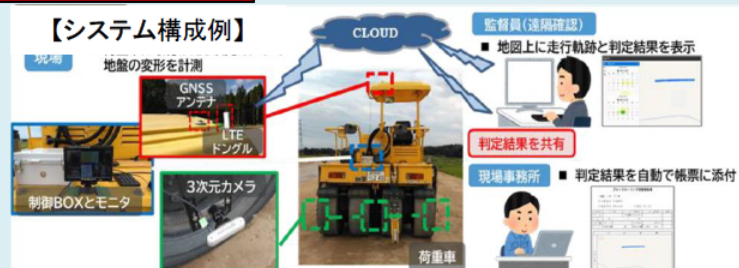 【システム構成例】
現場
地盤の変形を計測
GNSS
アンテナ
LTE
ドングル
制御BOXとモニタ
3次元カメラ
荷重車
CLOUD
監督員(遠隔確認)
■ 地図上に走行軌跡と判定結果を表示
判定結果を共有
現場事務所
■ 判定結果を自動で帳票に添付